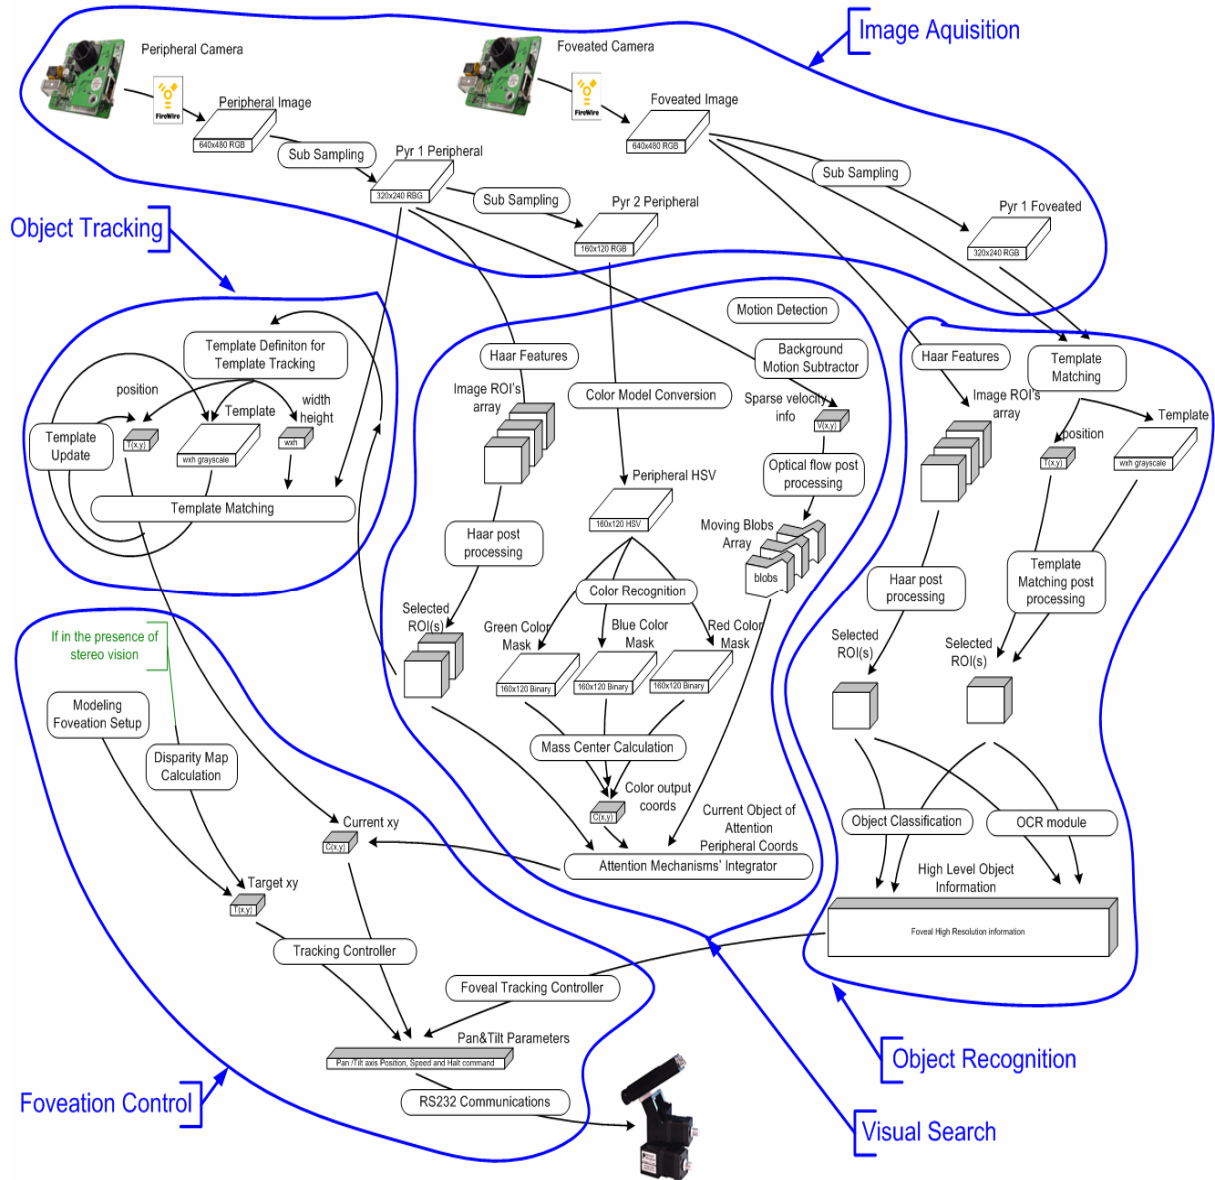 Image Aquisition
Peripheral Camera
Foveated Camera
FireWire
FireWire
Peripheral Image
640x480 RGB
Foveated Image
640x480 RGB
Sub Sampling
Pyr 1 Peripheral
320x240 RBG
Sub Sampling
Pyr 2 Peripheral
160x120 RGB
Sub Sampling
Pyr 1 Foveated
320x240 RGB
Object Tracking
Template Definiton for
Template Tracking
position
T(x,y)
Template
wxh grayscale
width
height
wxh
Template
Update
Template Matching
Motion Detection
Haar Features
Image ROI's
array
Color Model Conversion
Background
Motion Subtractor
Sparse velocity
info
V(x,y)
Optical flow post
processing
Peripheral HSV
160x120 HSV
Moving Blobs
Array
blobs
Haar post
processing
Color Recognition
Selected
ROI(s)
Green Color
Mask
160x120 Binary
Blue Color
Mask
160x120 Binary
Red Color
Mask
160x120 Binary
Mass Center Calculation
Color output
coords
C(x,y)
Current Object of
Attention
Peripheral Coords
Attention Mechanisms' Integrator
Haar Features
Image ROI's
array
Template
Matching
position
T(x,y)
Template
wxh grayscale
Haar post
processing
Template
Matching post
processing
Selected
ROI(s)
Selected
ROI(s)
Object Classification
OCR module
High Level Object
Information
Foveal High Resolution information
If in the presence of
stereo vision
Modeling
Foveation Setup
Disparity Map
Calculation
Current xy
C(x,y)
Target xy
T(x,y)
Tracking Controller
Foveal Tracking Controller
Pan&Tilt Parameters
Pan /Tilt axis Position, Speed and Halt command
RS232 Communications
Foveation Control
Object Recognition
Visual Search